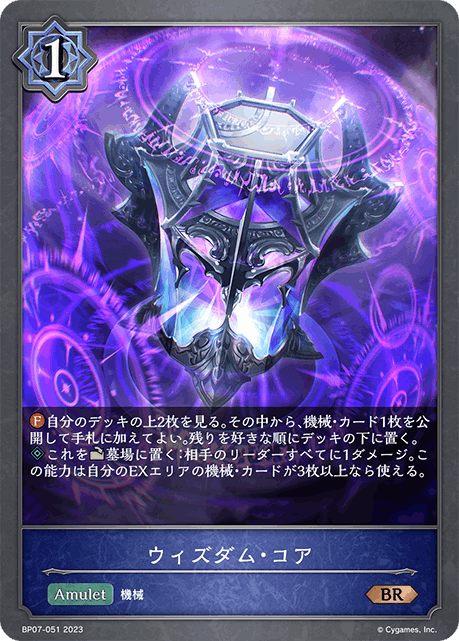 1
Ⓕ自分のデッキの上2枚を見る。その中から、機械・カード1枚を公
開して手札に加えてよい。残りを好きな順にデッキの下に置く。
これを墓場に置く:相手のリーダーすべてに1ダメージ。こ
の能力は自分のEXエリアの機械・カードが3枚以上なら使える。
ウィズダム・コア
Amulet 機械 BR
BP07-051 2023 © Cygames, Inc.